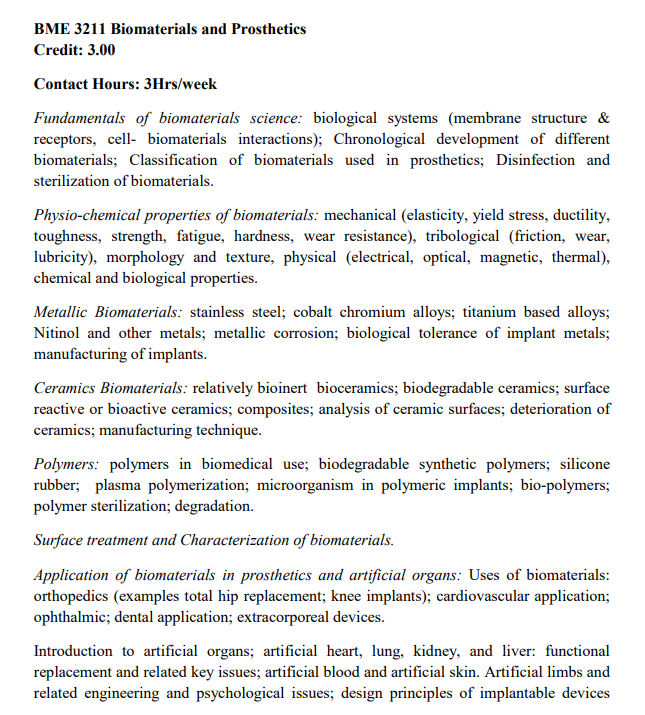 BME 3211 Biomaterials and Prosthetics
Credit: 3.00
Contact Hours: 3Hrs/week
Fundamentals of biomaterials science: biological systems (membrane structure &
receptors, cell- biomaterials interactions); Chronological development of different
biomaterials; Classification of biomaterials used in prosthetics; Disinfection and
sterilization of biomaterials.
Physio-chemical properties of biomaterials: mechanical (elasticity, yield stress, ductility,
toughness, strength, fatigue, hardness, wear resistance), tribological (friction, wear,
lubricity), morphology and texture, physical (electrical, optical, magnetic, thermal),
chemical and biological properties.
Metallic Biomaterials: stainless steel; cobalt chromium alloys; titanium based alloys;
Nitinol and other metals; metallic corrosion; biological tolerance of implant metals;
manufacturing of implants.
Ceramics Biomaterials: relatively bioinert bioceramics; biodegradable ceramics; surface
reactive or bioactive ceramics; composites; analysis of ceramic surfaces; deterioration of
ceramics; manufacturing technique.
Polymers: polymers in biomedical use; biodegradable synthetic polymers; silicone
rubber; plasma polymerization; microorganism in polymeric implants; bio-polymers;
polymer sterilization; degradation.
Surface treatment and Characterization of biomaterials.
Application of biomaterials in prosthetics and artificial organs: Uses of biomaterials:
orthopedics (examples total hip replacement; knee implants); cardiovascular application;
ophthalmic; dental application; extracorporeal devices.
Introduction to artificial organs; artificial heart, lung, kidney, and liver: functional
replacement and related key issues; artificial blood and artificial skin. Artificial limbs and
related engineering and psychological issues; design principles of implantable devices